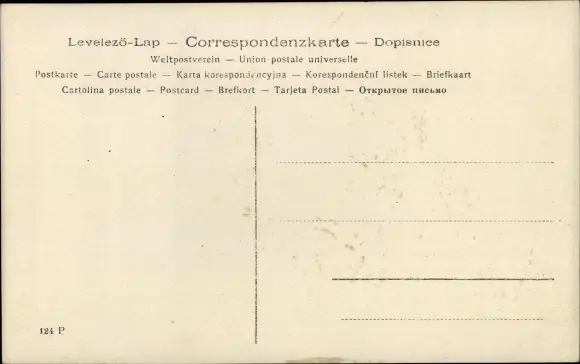 Levelező-Lap — Correspondenzkarte — Dopisnice
Weltpostverein — Union postale universelle
Postkarte — Carte postale — Karta korespondencyjna — Korespondenční listek — Briefkaart
Cartolina postale — Postcard — Brefkort — Tarjeta Postal — Открытое письмо
124 P